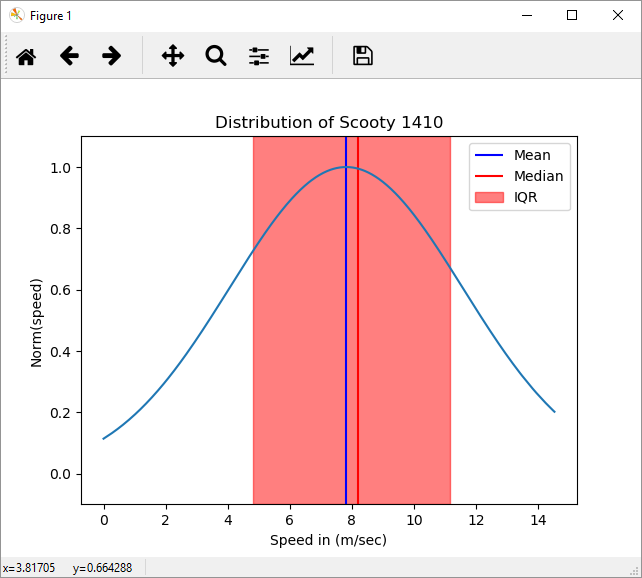 Figure 1
Distribution of Scooty 1410
Mean
Median
IQR
1.0
0.8
0.6
0.4
0.2
0.0
Norm(speed)
0 2 4 6 8 10 12 14
Speed in (m/sec)
x=3.81705 y=0.664288